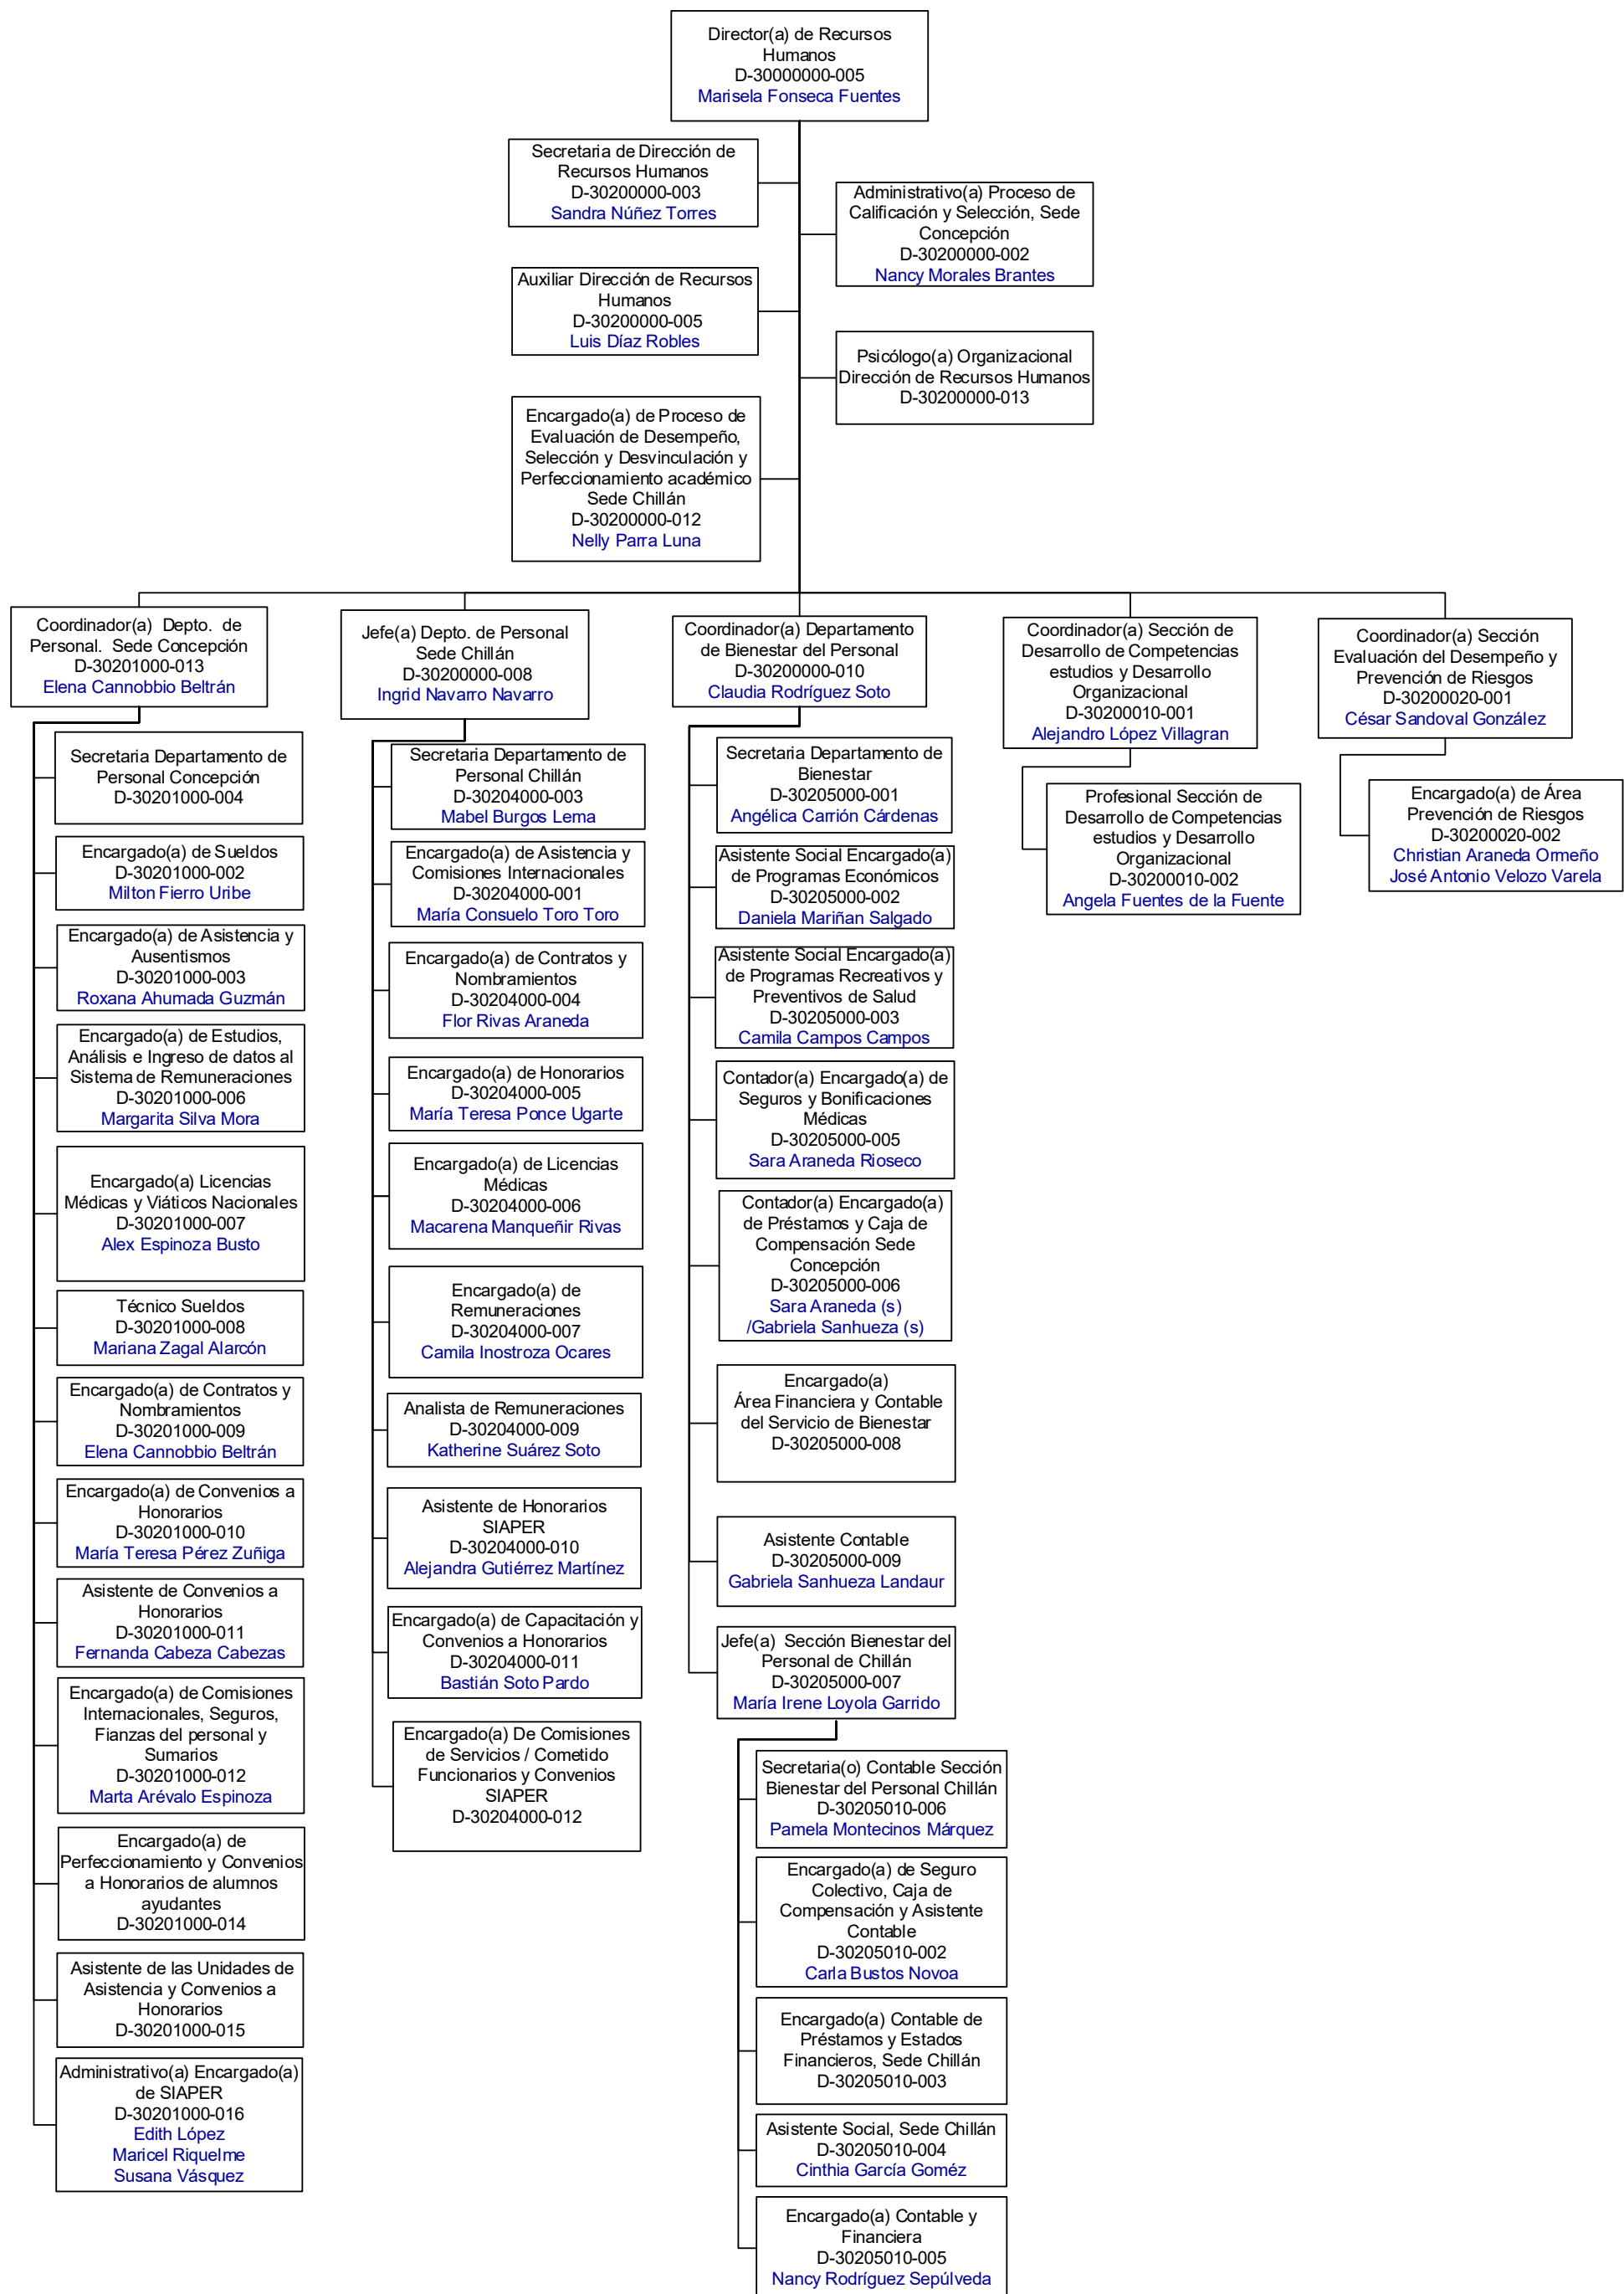 Director(a) de Recursos
Humanos
D-30000000-005
Marisela Fonseca Fuentes
Secretaria de Dirección de
Recursos Humanos
D-30200000-003
Sandra Núñez Torres
Administrativo(a) Proceso de
Calificación y Selección, Sede
Concepción
D-30200000-002
Nancy Morales Brantes
Auxiliar Dirección de Recursos
Humanos
D-30200000-005
Luis Díaz Robles
Psicólogo(a) Organizacional
Dirección de Recursos Humanos
D-30200000-013
Encargado(a) de Proceso de
Evaluación de Desempeño,
Selección y Desvinculación y
Perfeccionamiento académico
Sede Chillán
D-30200000-012
Nelly Parra Luna
Coordinador(a) Depto. de
Personal. Sede Concepción
D-30201000-013
Elena Cannobbio Beltrán
Secretaria Departamento de
Personal Concepción
D-30201000-004
Encargado(a) de Sueldos
D-30201000-002
Milton Fierro Uribe
Encargado(a) de Asistencia y
Ausentismos
D-30201000-003
Roxana Ahumada Guzmán
Encargado(a) de Estudios,
Análisis e Ingreso de datos al
Sistema de Remuneraciones
D-30201000-006
Margarita Silva Mora
Encargado(a) Licencias
Médicas y Viáticos Nacionales
D-30201000-007
Alex Espinoza Busto
Técnico Sueldos
D-30201000-008
Mariana Zagal Alarcón
Encargado(a) de Contratos y
Nombramientos
D-30201000-009
Elena Cannobbio Beltrán
Encargado(a) de Convenios a
Honorarios
D-30201000-010
María Teresa Pérez Zuñiga
Asistente de Convenios a
Honorarios
D-30201000-011
Fernanda Cabeza Cabezas
Encargado(a) de Comisiones
Internacionales, Seguros,
Fianzas del personal y
Sumarios
D-30201000-012
Marta Arévalo Espinoza
Encargado(a) de
Perfeccionamiento y Convenios
a Honorarios de alumnos
ayudantes
D-30201000-014
Asistente de las Unidades de
Asistencia y Convenios a
Honorarios
D-30201000-015
Administrativo(a) Encargado(a)
de SIAPER
D-30201000-016
Edith López
Maricel Riquelme
Susana Vásquez
Jefe(a) Depto. de Personal
Sede Chillán
D-30200000-008
Ingrid Navarro Navarro
Secretaria Departamento de
Personal Chillán
D-30204000-003
Mabel Burgos Lema
Encargado(a) de Asistencia y
Comisiones Internacionales
D-30204000-001
María Consuelo Toro Toro
Encargado(a) de Contratos y
Nombramientos
D-30204000-004
Flor Rivas Araneda
Encargado(a) de Honorarios
D-30204000-005
María Teresa Ponce Ugarte
Encargado(a) de Licencias
Médicas
D-30204000-006
Macarena Manqueñir Rivas
Encargado(a) de
Remuneraciones
D-30204000-007
Camila Inostroza Ocares
Analista de Remuneraciones
D-30204000-009
Katherine Suárez Soto
Asistente de Honorarios
SIAPER
D-30204000-010
Alejandra Gutiérrez Martínez
Encargado(a) de Capacitación y
Convenios a Honorarios
D-30204000-011
Bastián Soto Pardo
Encargado(a) De Comisiones
de Servicios / Cometido
Funcionarios y Convenios
SIAPER
D-30204000-012
Coordinador(a) Departamento
de Bienestar del Personal
D-30200000-010
Claudia Rodríguez Soto
Secretaria Departamento de
Bienestar
D-30205000-001
Angélica Carrión Cárdenas
Asistente Social Encargado(a)
de Programas Económicos
D-30205000-002
Daniela Mariñan Salgado
Asistente Social Encargado(a)
de Programas Recreativos y
Preventivos de Salud
D-30205000-003
Camila Campos Campos
Contador(a) Encargado(a) de
Seguros y Bonificaciones
Médicas
D-30205000-005
Sara Araneda Rioseco
Contador(a) Encargado(a)
de Préstamos y Caja de
Compensación Sede
Concepción
D-30205000-006
Sara Araneda (s)
/Gabriela Sanhueza (s)
Encargado(a)
Área Financiera y Contable
del Servicio de Bienestar
D-30205000-008
Asistente Contable
D-30205000-009
Gabriela Sanhueza Landaur
Jefe(a) Sección Bienestar del
Personal de Chillán
D-30205000-007
María Irene Loyola Garrido
Secretaria(o) Contable Sección
Bienestar del Personal Chillán
D-30205010-006
Pamela Montecinos Márquez
Encargado(a) de Seguro
Colectivo, Caja de
Compensación y Asistente
Contable
D-30205010-002
Carla Bustos Novoa
Encargado(a) Contable de
Préstamos y Estados
Financieros, Sede Chillán
D-30205010-003
Asistente Social, Sede Chillán
D-30205010-004
Cinthia García Goméz
Encargado(a) Contable y
Financiera
D-30205010-005
Nancy Rodríguez Sepúlveda
Coordinador(a) Sección de
Desarrollo de Competencias
estudios y Desarrollo
Organizacional
D-30200010-001
Alejandro López Villagran
Profesional Sección de
Desarrollo de Competencias
estudios y Desarrollo
Organizacional
D-30200010-002
Angela Fuentes de la Fuente
Coordinador(a) Sección
Evaluación del Desempeño y
Prevención de Riesgos
D-30200020-001
César Sandoval González
Encargado(a) de Área
Prevención de Riesgos
D-30200020-002
Christian Araneda Ormeño
José Antonio Velozo Varela